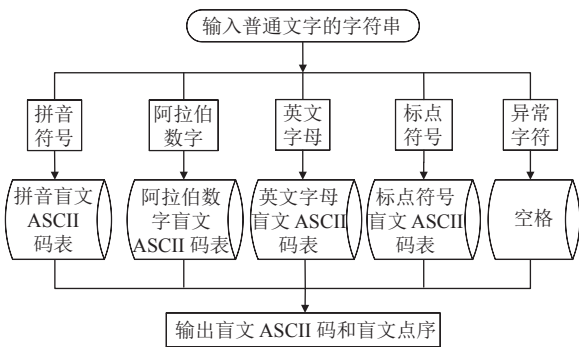 输入普通文字的字符串
拼音
符号
阿拉伯
数字
英文
字母
标点
符号
异常
字符
拼音盲文
ASCII
码表
阿拉伯数
字盲文
ASCII 码表
英文字母
盲文 ASCII
码表
标点符号
盲文 ASCII
码表
空格
输出盲文 ASCII 码和盲文点序